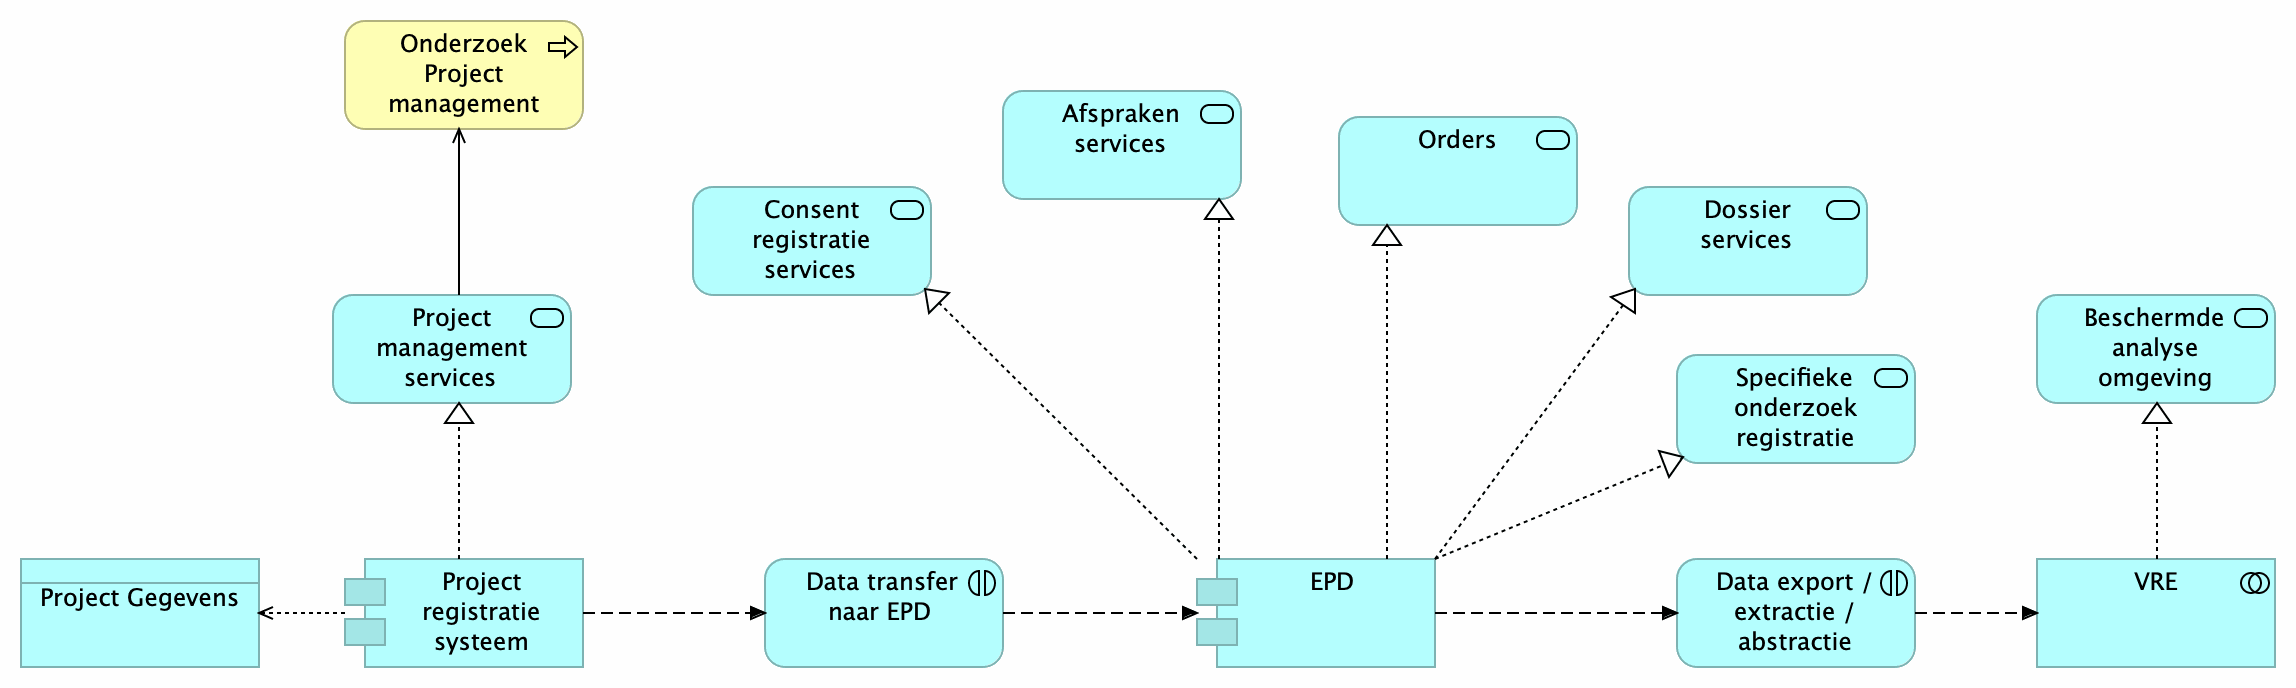 Onderzoek
Project
management
Afspraken
services
Orders
Consent
registratie
services
Dossier
services
Project
management
services
Beschermde
analyse
omgeving
Specifieke
onderzoek
registratie
Project Gegevens
Project
registratie
systeem
Data transfer
naar EPD
EPD
Data export /
extractie /
abstractie
VRE